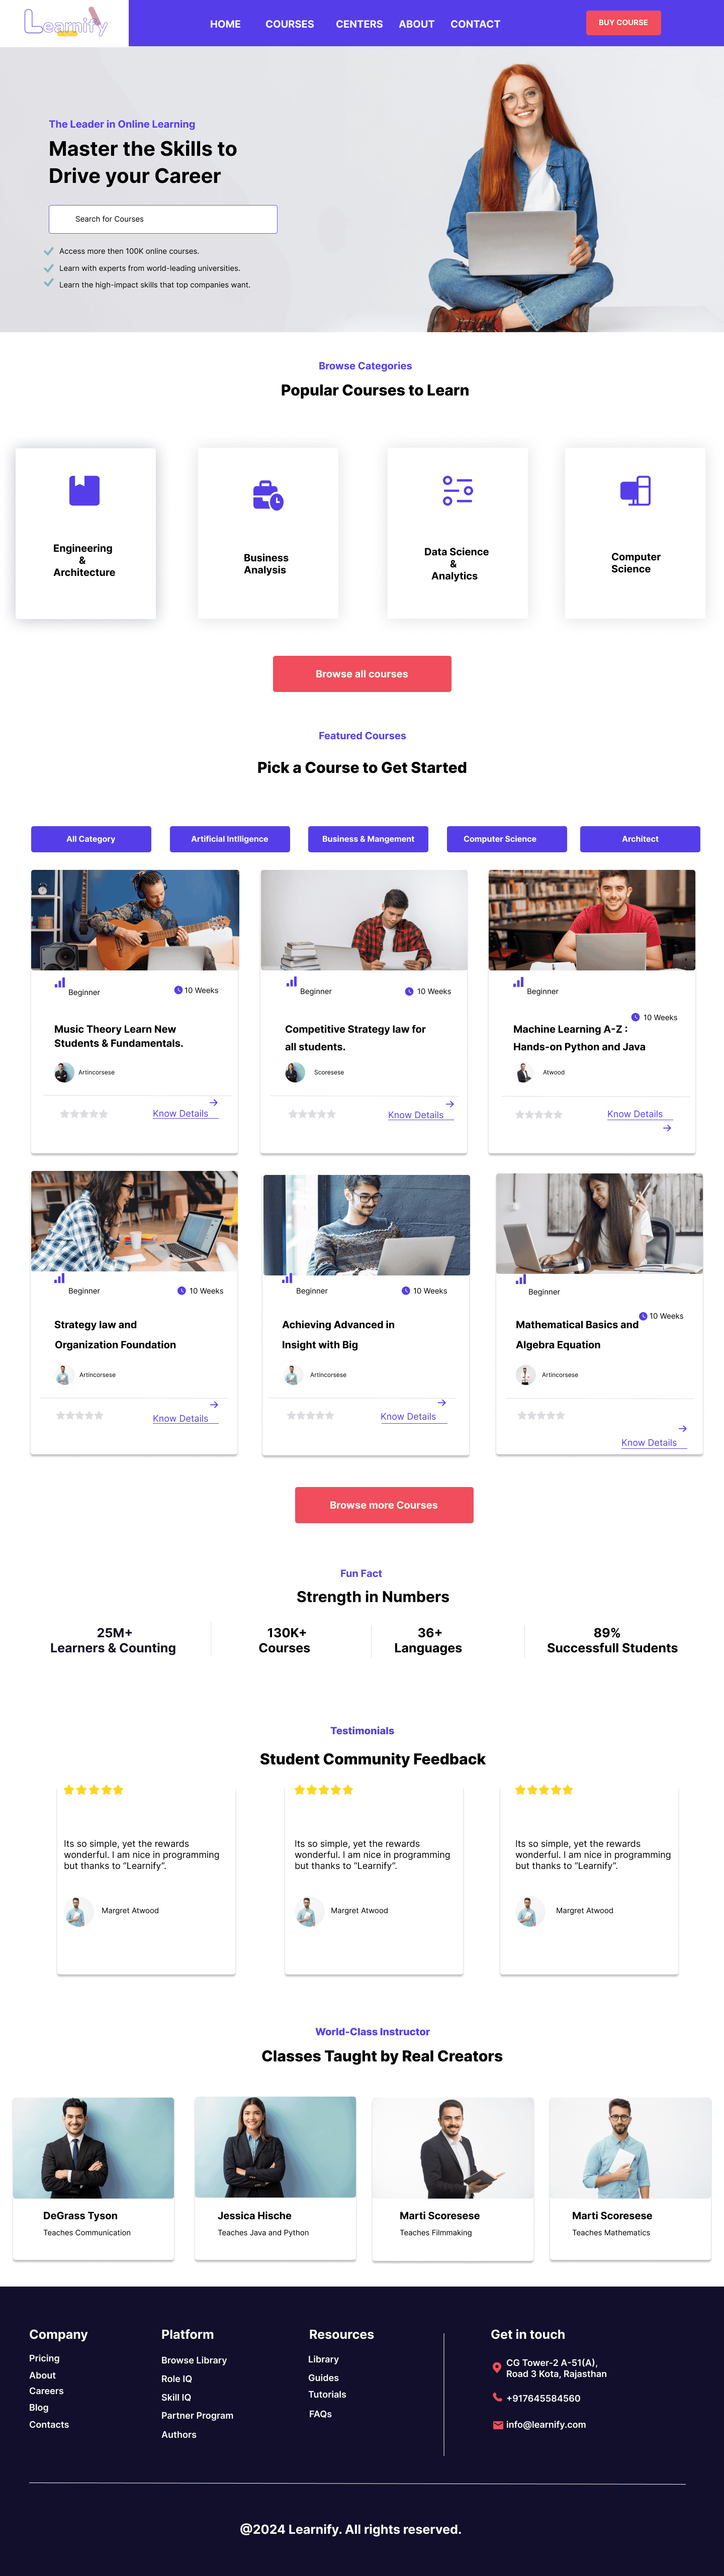 Learnify
HOME COURSES CENTERS ABOUT CONTACT
BUY COURSE
The Leader in Online Learning
Master the Skills to
Drive your Career
Search for Courses
Access more then 100K online courses.
Learn with experts from world-leading universities.
Learn the high-impact skills that top companies want.
Browse Categories
Popular Courses to Learn
Engineering
&
Architecture
Business
Analysis
Data Science
&
Analytics
Computer
Science
Browse all courses
Featured Courses
Pick a Course to Get Started
All Category
Artificial Intlligence
Business & Mangement
Computer Science
Architect
Beginner
10 Weeks
Music Theory Learn New
Students & Fundamentals.
Artincorsese
Know Details
Beginner
10 Weeks
Competitive Strategy law for
all students.
Scoresese
Know Details
Beginner
10 Weeks
Machine Learning A-Z :
Hands-on Python and Java
Atwood
Know Details
Beginner
10 Weeks
Strategy law and
Organization Foundation
Artincorsese
Know Details
Beginner
10 Weeks
Achieving Advanced in
Insight with Big
Artincorsese
Know Details
Beginner
10 Weeks
Mathematical Basics and
Algebra Equation
Artincorsese
Know Details
Browse more Courses
Fun Fact
Strength in Numbers
25M+
Learners & Counting
130K+
Courses
36+
Languages
89%
Successfull Students
Testimonials
Student Community Feedback
Its so simple, yet the rewards
wonderful. I am nice in programming
but thanks to “Learnify”.
Margret Atwood
Its so simple, yet the rewards
wonderful. I am nice in programming
but thanks to “Learnify”.
Margret Atwood
Its so simple, yet the rewards
wonderful. I am nice in programming
but thanks to “Learnify”.
Margret Atwood
World-Class Instructor
Classes Taught by Real Creators
DeGrass Tyson
Teaches Communication
Jessica Hische
Teaches Java and Python
Marti Scoresese
Teaches Filmmaking
Marti Scoresese
Teaches Mathematics
Company
Pricing
About
Careers
Blog
Contacts
Platform
Browse Library
Role IQ
Skill IQ
Partner Program
Authors
Resources
Library
Guides
Tutorials
FAQs
Get in touch
CG Tower-2 A-51(A),
Road 3 Kota, Rajasthan
+917645584560
info@learnify.com
@2024 Learnify. All rights reserved.